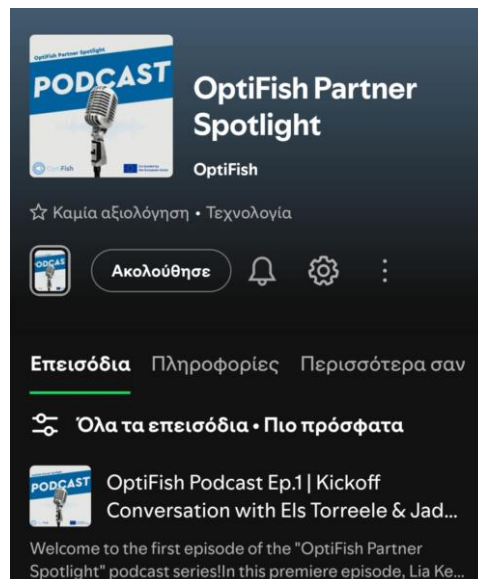 OptiFish Partner Spotlight
PODCAST
OptiFish
OptiFish Partner
Spotlight
OptiFish
Καμία αξιολόγηση • Τεχνολογία
PODCAST
Ακολούθησε
Επεισόδια Πληροφορίες Περισσότερα σαν
Όλα τα επεισόδια • Πιο πρόσφατα
PODCAST
OptiFish Podcast Ep.1 | Kickoff
Conversation with Els Torreele & Jad...
Welcome to the first episode of the "OptiFish Partner
Spotlight" podcast series!In this premiere episode, Lia Ke...